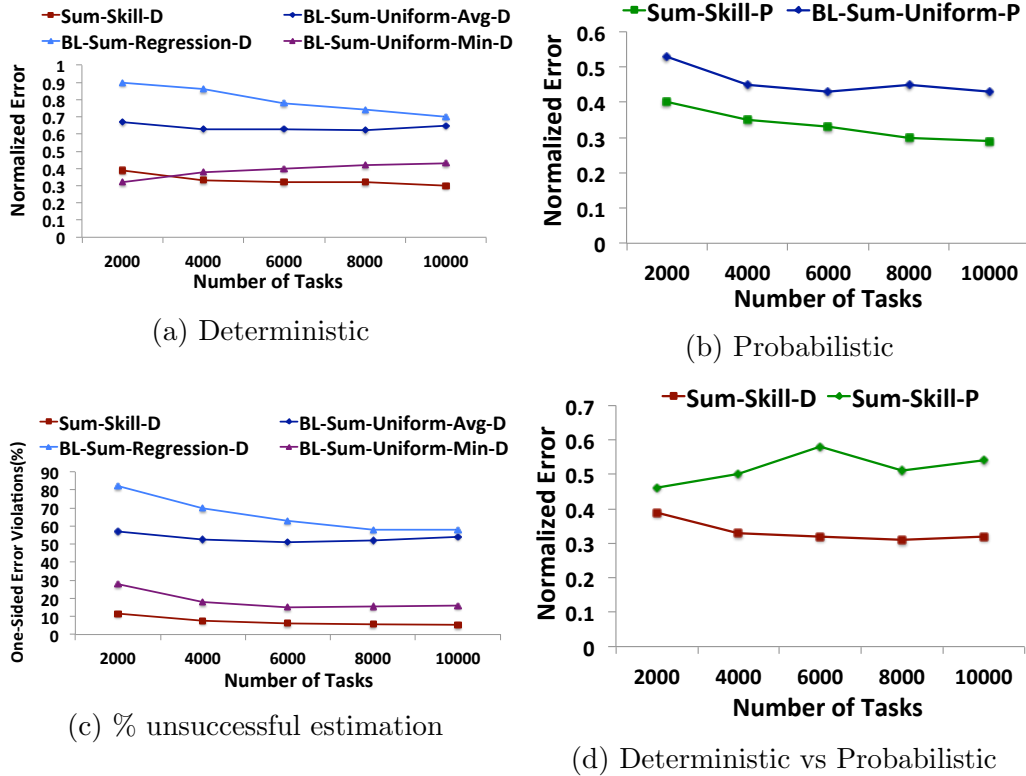 Sum-Skill-D BL-Sum-Uniform-Avg-D
BL-Sum-Regression-D BL-Sum-Uniform-Min-D
Normalized Error
1
0.9
0.8
0.7
0.6
0.5
0.4
0.3
0.2
0.1
0
2000 4000 6000 8000 10000
Number of Tasks
(a) Deterministic
Sum-Skill-P BL-Sum-Uniform-P
Normalized Error
0.6
0.5
0.4
0.3
0.2
0.1
0
2000 4000 6000 8000 10000
Number of Tasks
(b) Probabilistic
Sum-Skill-D BL-Sum-Uniform-Avg-D
BL-Sum-Regression-D BL-Sum-Uniform-Min-D
One-Sided Error Violations(%)
90
80
70
60
50
40
30
20
10
0
2000 4000 6000 8000 10000
Number of Tasks
(c) % unsuccessful estimation
Sum-Skill-D Sum-Skill-P
Normalized Error
0.7
0.6
0.5
0.4
0.3
0.2
0.1
0
2000 4000 6000 8000 10000
Number of Tasks
(d) Deterministic vs Probabilistic